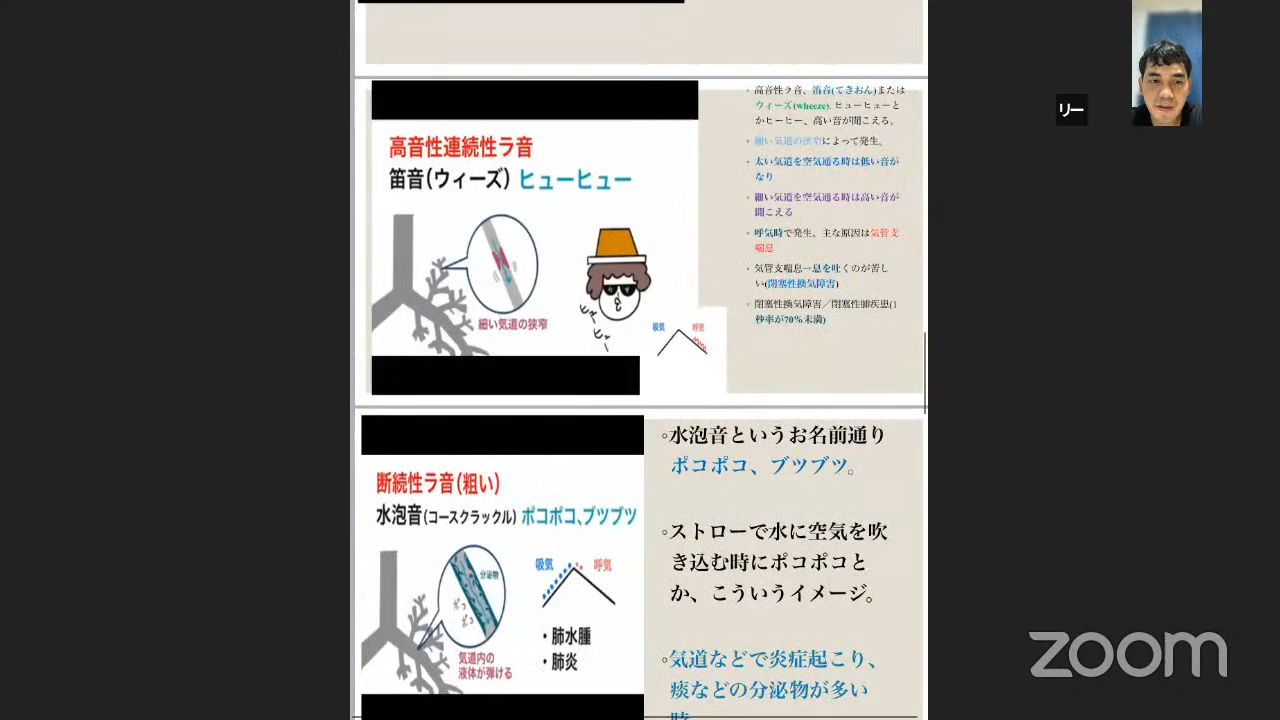 高音性連続性ラ音
笛音(ウィーズ) ヒューヒュー
細い気道の狭窄
ヒューヒュー
吸気
呼気
・高音性ラ音、笛音(てきおん)または
ウィーズ(wheeze). ヒューヒューと
かヒーヒー、高い音が聞こえる。
・細い気道の狭窄によって発生。
・太い気道を空気通る時は低い音が
なり
・細い気道を空気通る時は高い音が
聞こえる
・呼気時で発生。主な原因は気管支
喘息
・気管支喘息ー息を吐くのが苦し
い(閉塞性換気障害)
・閉塞性換気障害／閉塞性肺疾患(1
秒率が70％未満)
断続性ラ音(粗い)
水泡音(コースクラックル) ポコポコ、ブツブツ
分泌物
ポコ
ポコ
気道内の
液体が弾ける
吸気
呼気
・肺水腫
・肺炎
◦水泡音というお名前通り
ポコポコ、ブツブツ。
◦ストローで水に空気を吹
き込む時にポコポコと
か、こういうイメージ。
◦気道などで炎症起こり、
痰などの分泌物が多い
時
リー
zoom